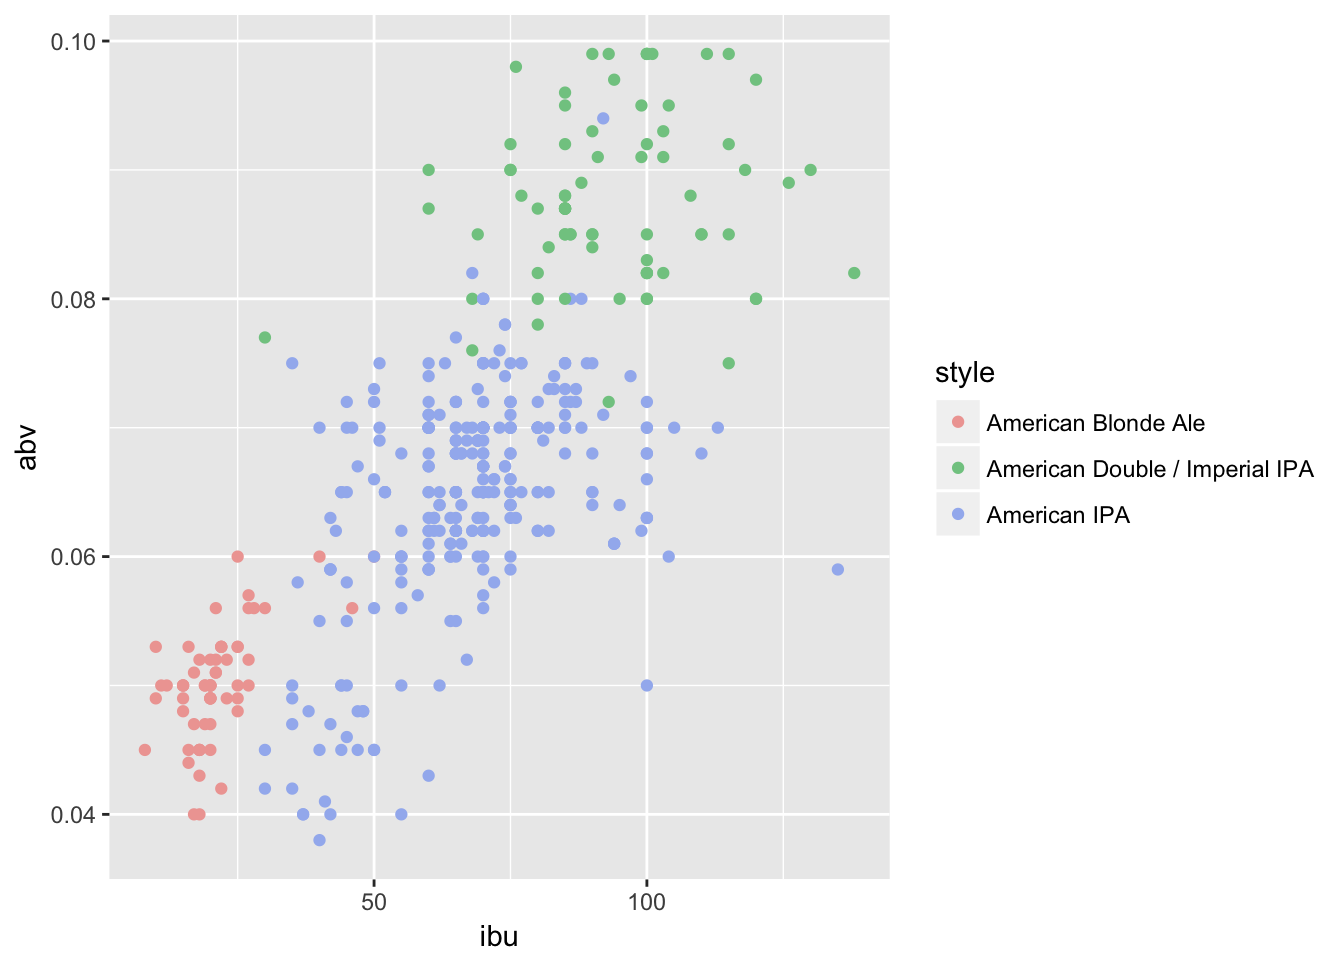 0.10
0.08
0.06
0.04
abv
50 100
ibu
style
American Blonde Ale
American Double / Imperial IPA
American IPA